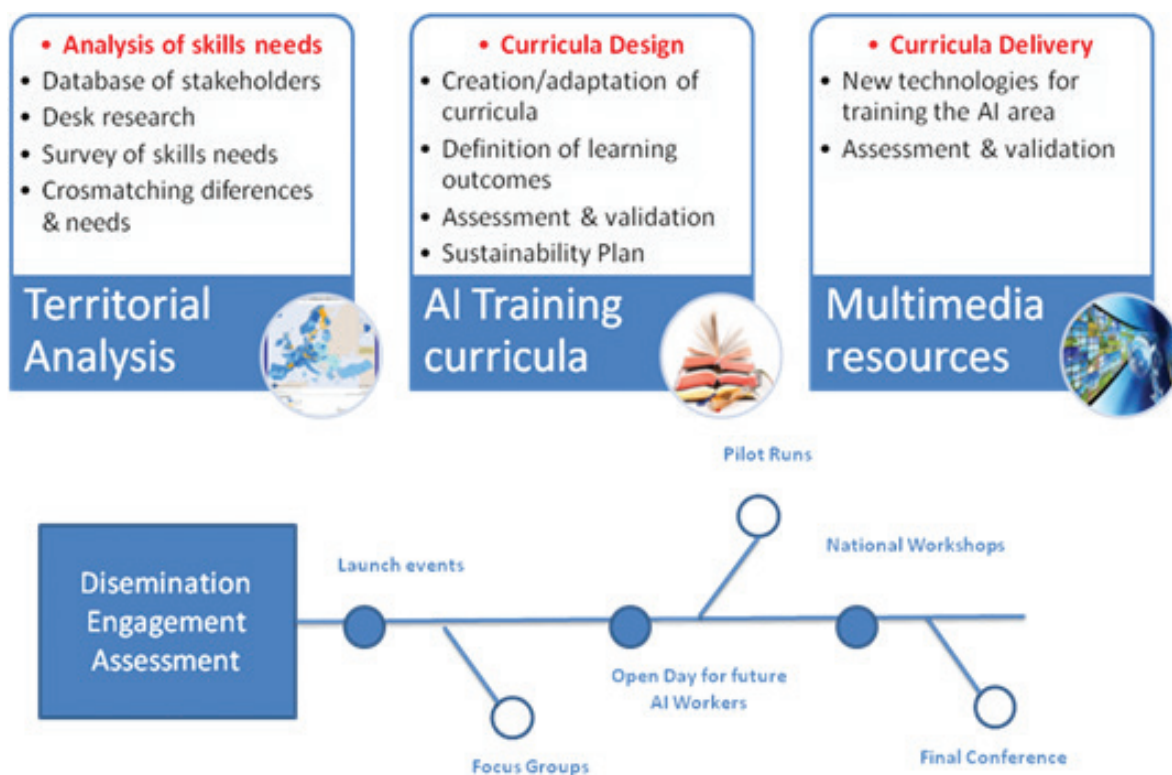 • Analysis of skills needs
• Database of stakeholders
• Desk research
• Survey of skills needs
• Crosmatching diferences
& needs
Territorial
Analysis
• Curricula Design
• Creation/adaptation of
curricula
• Definition of learning
outcomes
• Assessment & validation
• Sustainability Plan
AI Training
curricula
• Curricula Delivery
• New technologies for
training the AI area
• Assessment & validation
Multimedia
resources
Disemination
Engagement
Assessment
Launch events
Focus Groups
Open Day for future
AI Workers
Pilot Runs
National Workshops
Final Conference